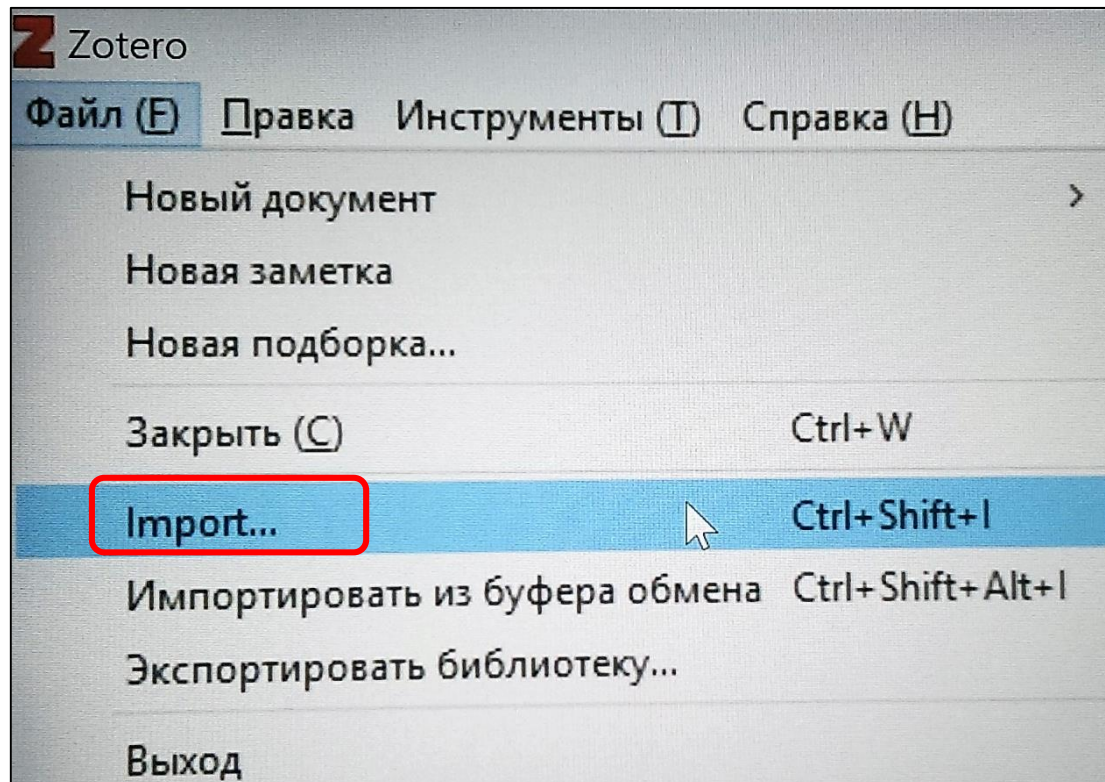 Zotero
Файл (F) Правка Инструменты (T) Справка (H)
Новый документ
Новая заметка
Новая подборка...
Закрыть (C) Ctrl+W
Import... Ctrl+Shift+I
Импортировать из буфера обмена Ctrl+Shift+Alt+I
Экспортировать библиотеку...
Выход